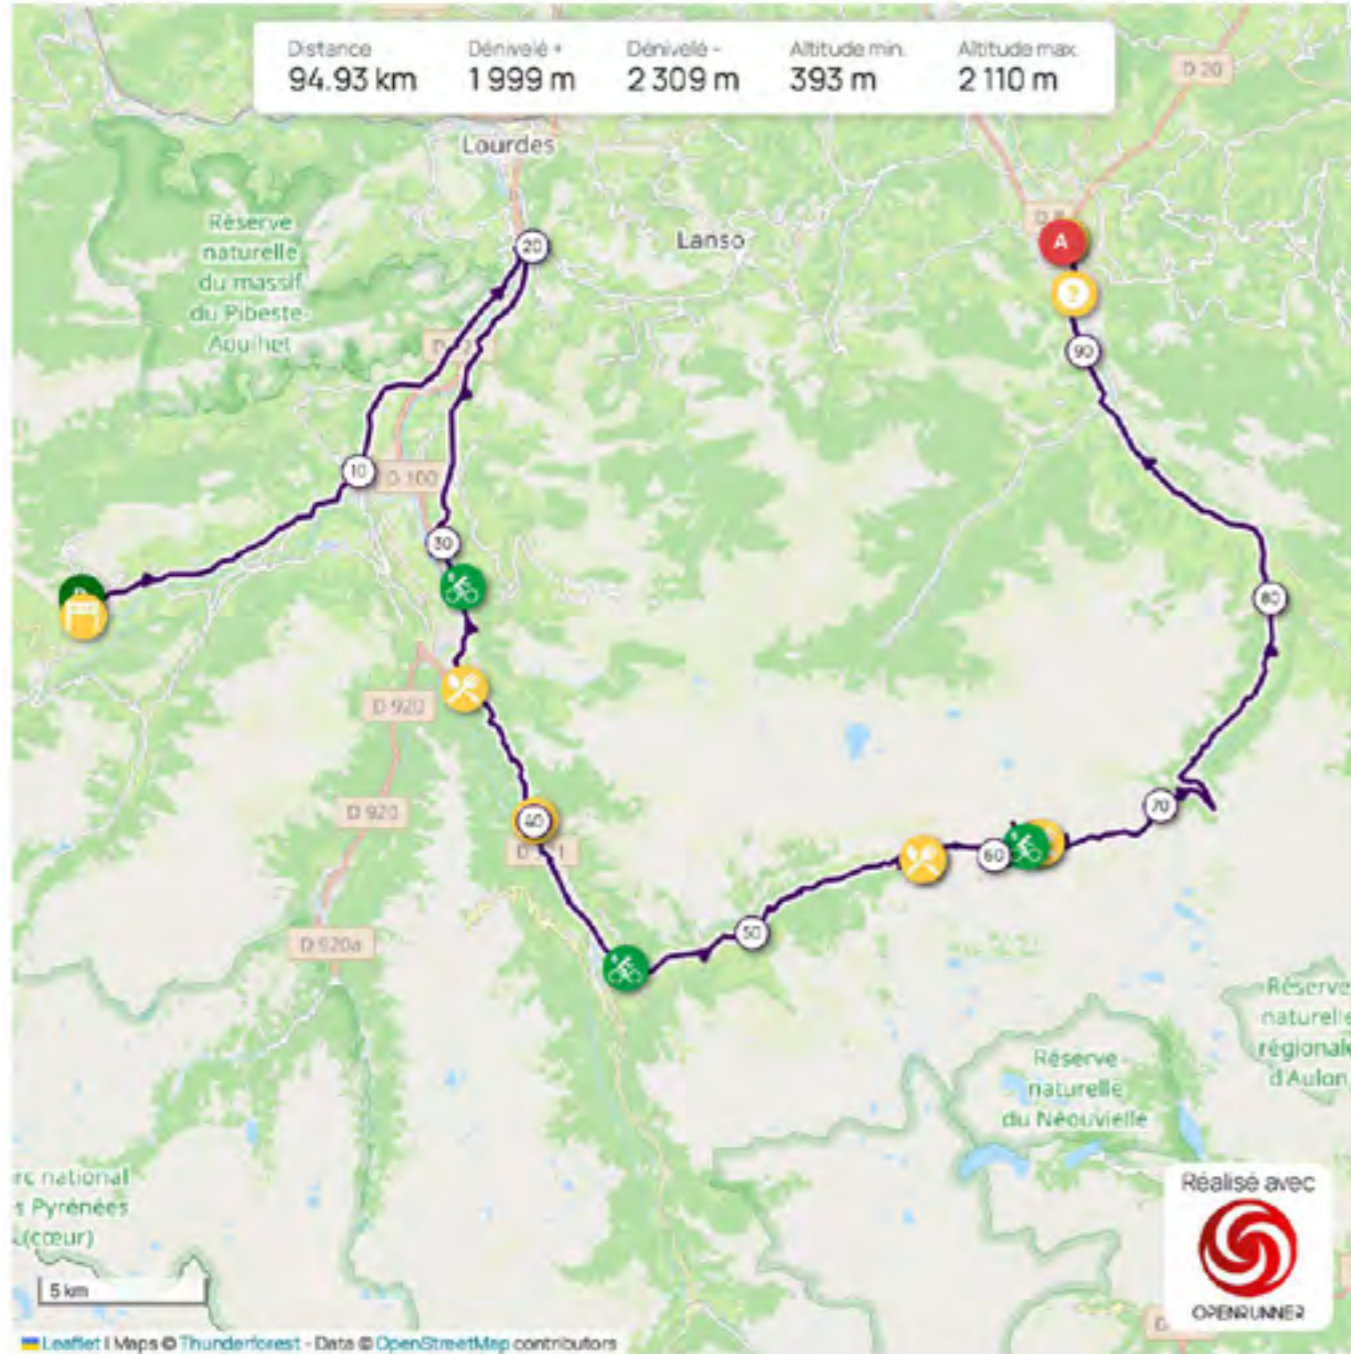 Distance
94.93 km
Dénivelé +
1 999 m
Dénivelé -
2 309 m
Altitude min.
393 m
Altitude max.
2 110 m
D 20
Lourdes
Réserve
naturelle
du massif
du Pibeste-
Aoulhet
20
Lanso
A
?
90
10
D 100
30
80
D 920
D 920
40
70
60
50
D 920a
Réserve
naturelle
régionale
d'Aulon
Réserve
naturelle
du Néouvielle
rc national
s Pyrénées
(cœur)
5 km
Réalisé avec
OPENRUNNER
Leaflet | Maps © Thunderforest - Data © OpenStreetMap contributors